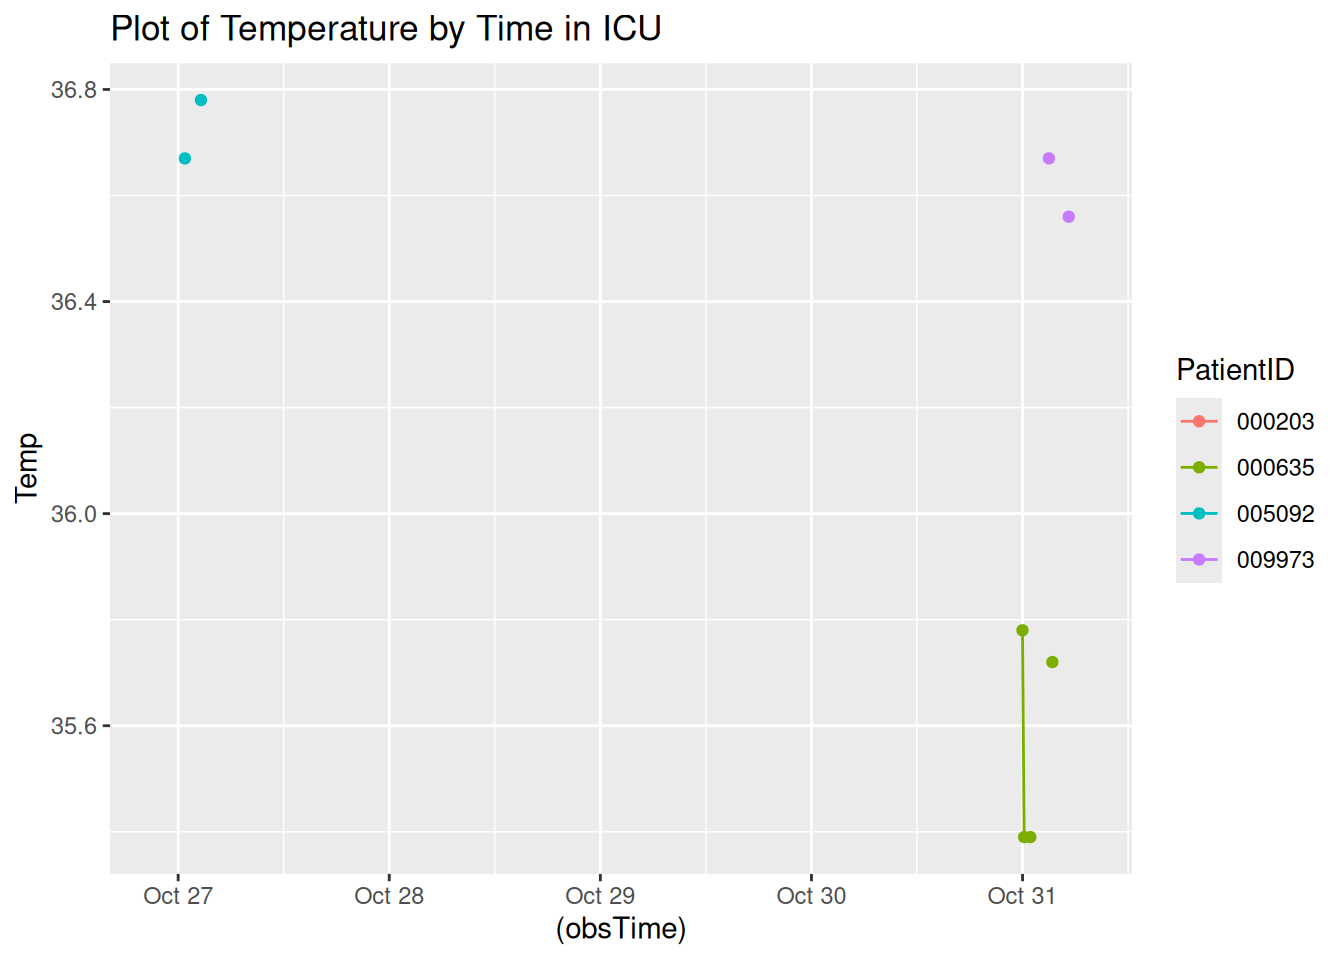 Plot of Temperature by Time in ICU
36.8
36.4
36.0
35.6
Temp
Oct 27 Oct 28 Oct 29 Oct 30 Oct 31
(obsTime)
PatientID
000203
000635
005092
009973